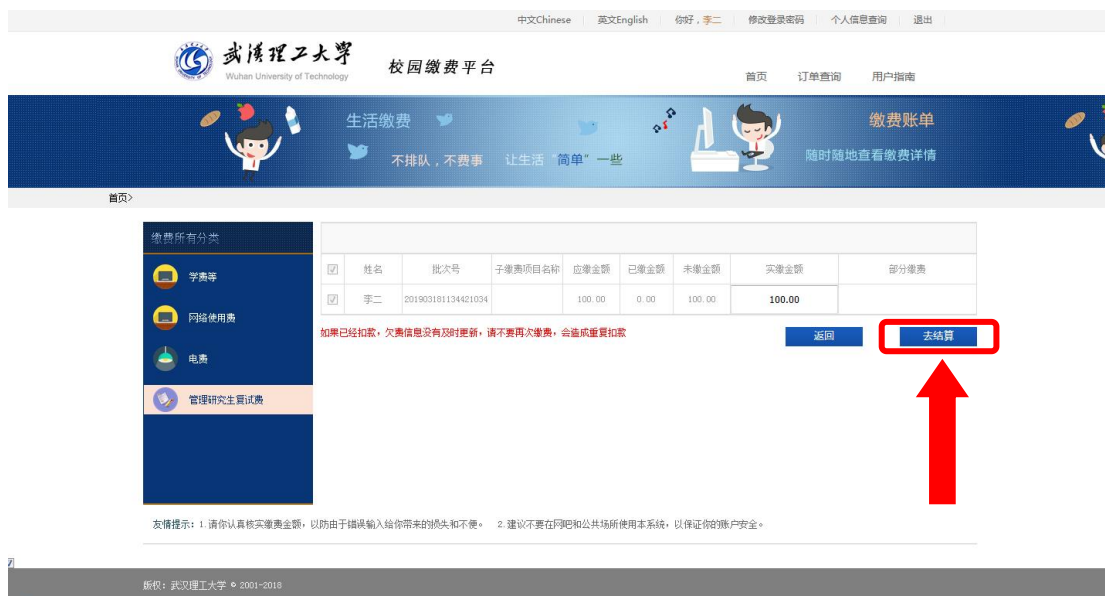 中文Chinese 英文English 你好，李二 修改登录密码 个人信息查询 退出
武汉理工大学
Wuhan University of Technology
校园缴费平台
首页 订单查询 用户指南
生活缴费
不排队，不费事 让生活“简单”一些
缴费账单
随时随地查看缴费详情
首页>
缴费所有分类
学费等
网络使用费
电费
管理研究生复试费
姓名 批次号 子缴费项目名称 应缴金额 已缴金额 未缴金额 实缴金额 部分缴费
李二 201903181134421034 100.00 0.00 100.00 100.00
如果已经扣款，欠费信息没有及时更新，请不要再次缴费，会造成重复扣款
返回 去结算
友情提示：1.请你认真核实缴费金额，以防由于错误输入给你带来的损失和不便。 2.建议不要在网吧和公共场所使用本系统，以保证你的账户安全。
版权：武汉理工大学 © 2001-2018